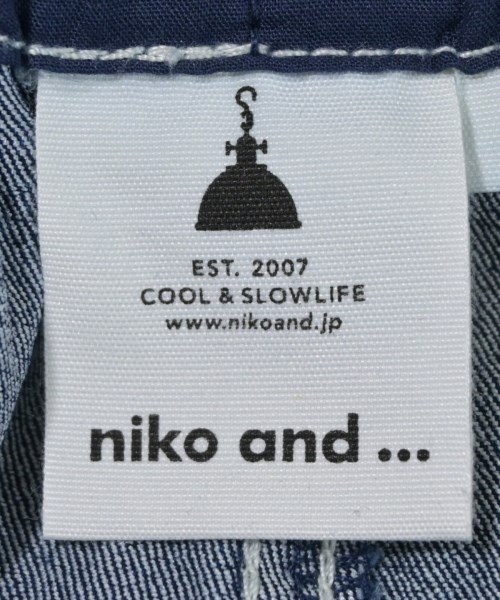 EST. 2007
COOL & SLOWLIFE
www.nikoand.jp
niko and ...